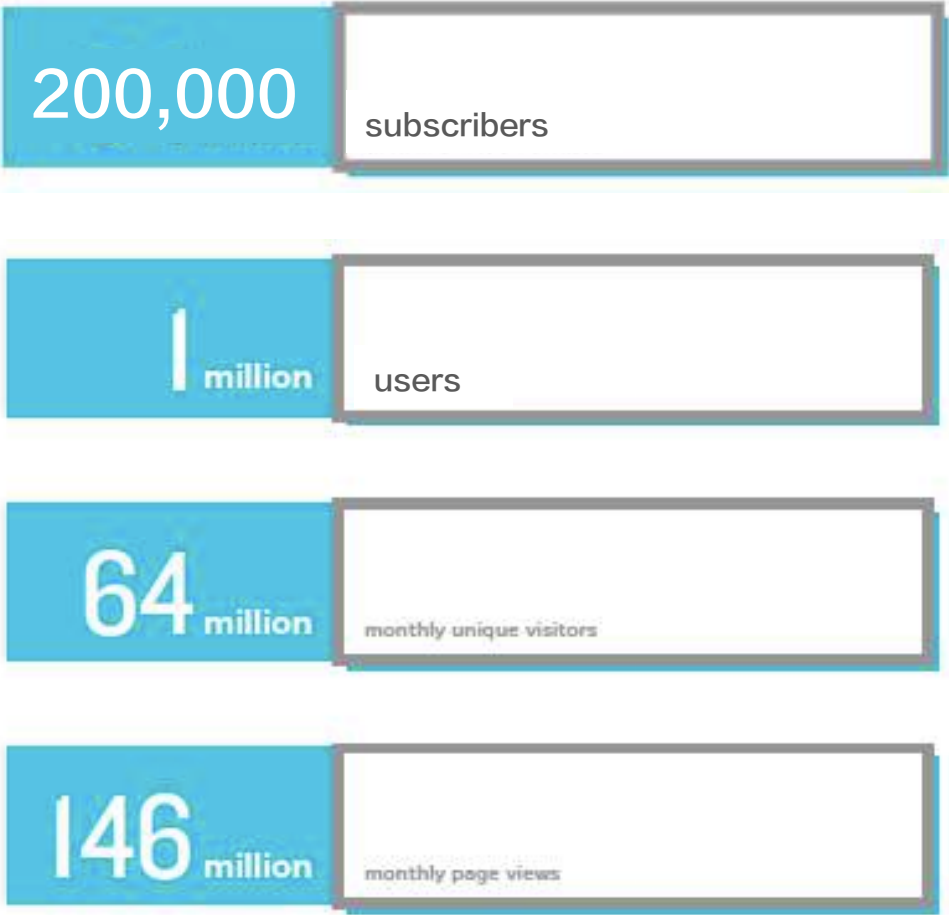 200,000 subscribers
1 million users
64 million monthly unique visitors
146 million monthly page views